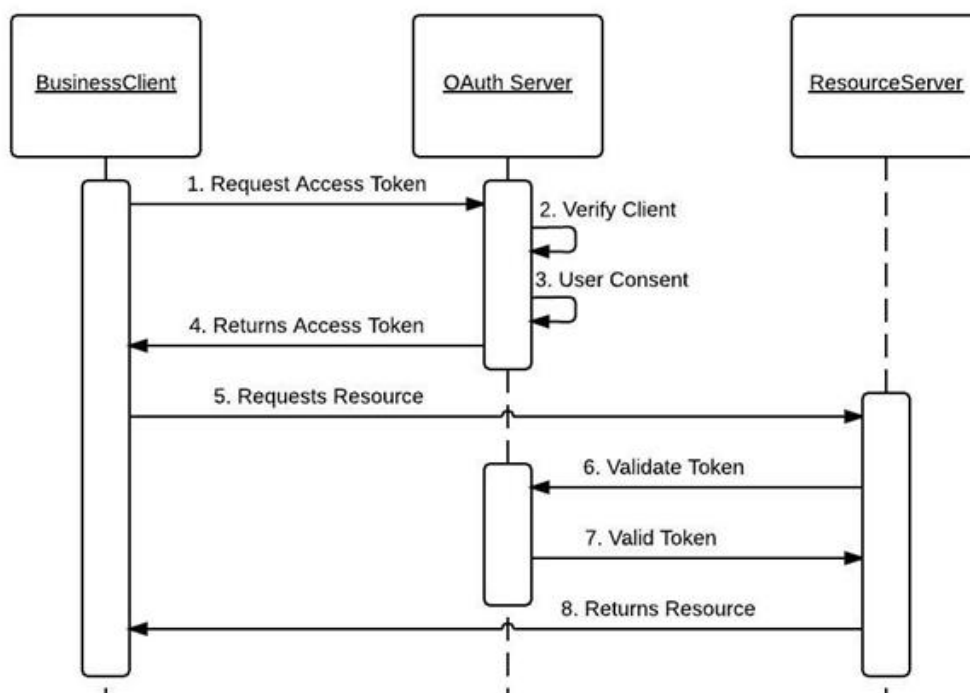 BusinessClient
OAuth Server
ResourceServer
1. Request Access Token
2. Verify Client
3. User Consent
4. Returns Access Token
5. Requests Resource
6. Validate Token
7. Valid Token
8. Returns Resource